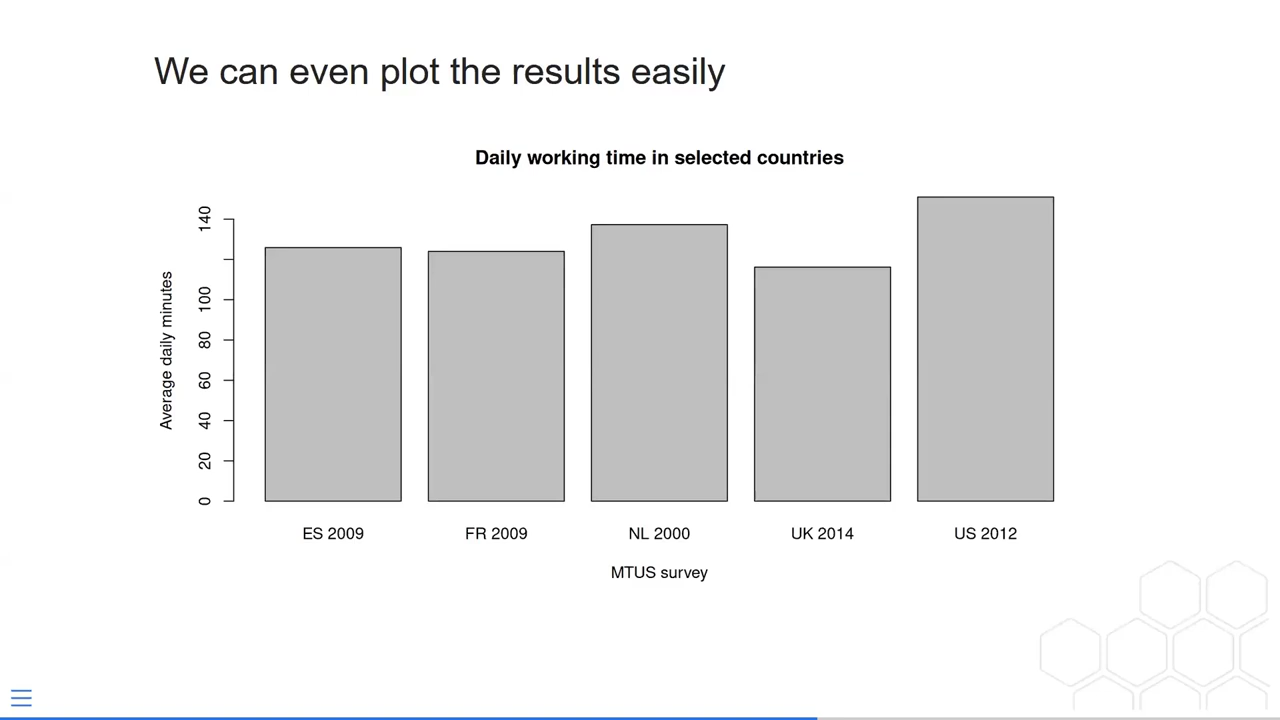 We can even plot the results easily
Daily working time in selected countries
Average daily minutes
140
100
80
60
40
20
0
ES 2009 FR 2009 NL 2000 UK 2014 US 2012
MTUS survey